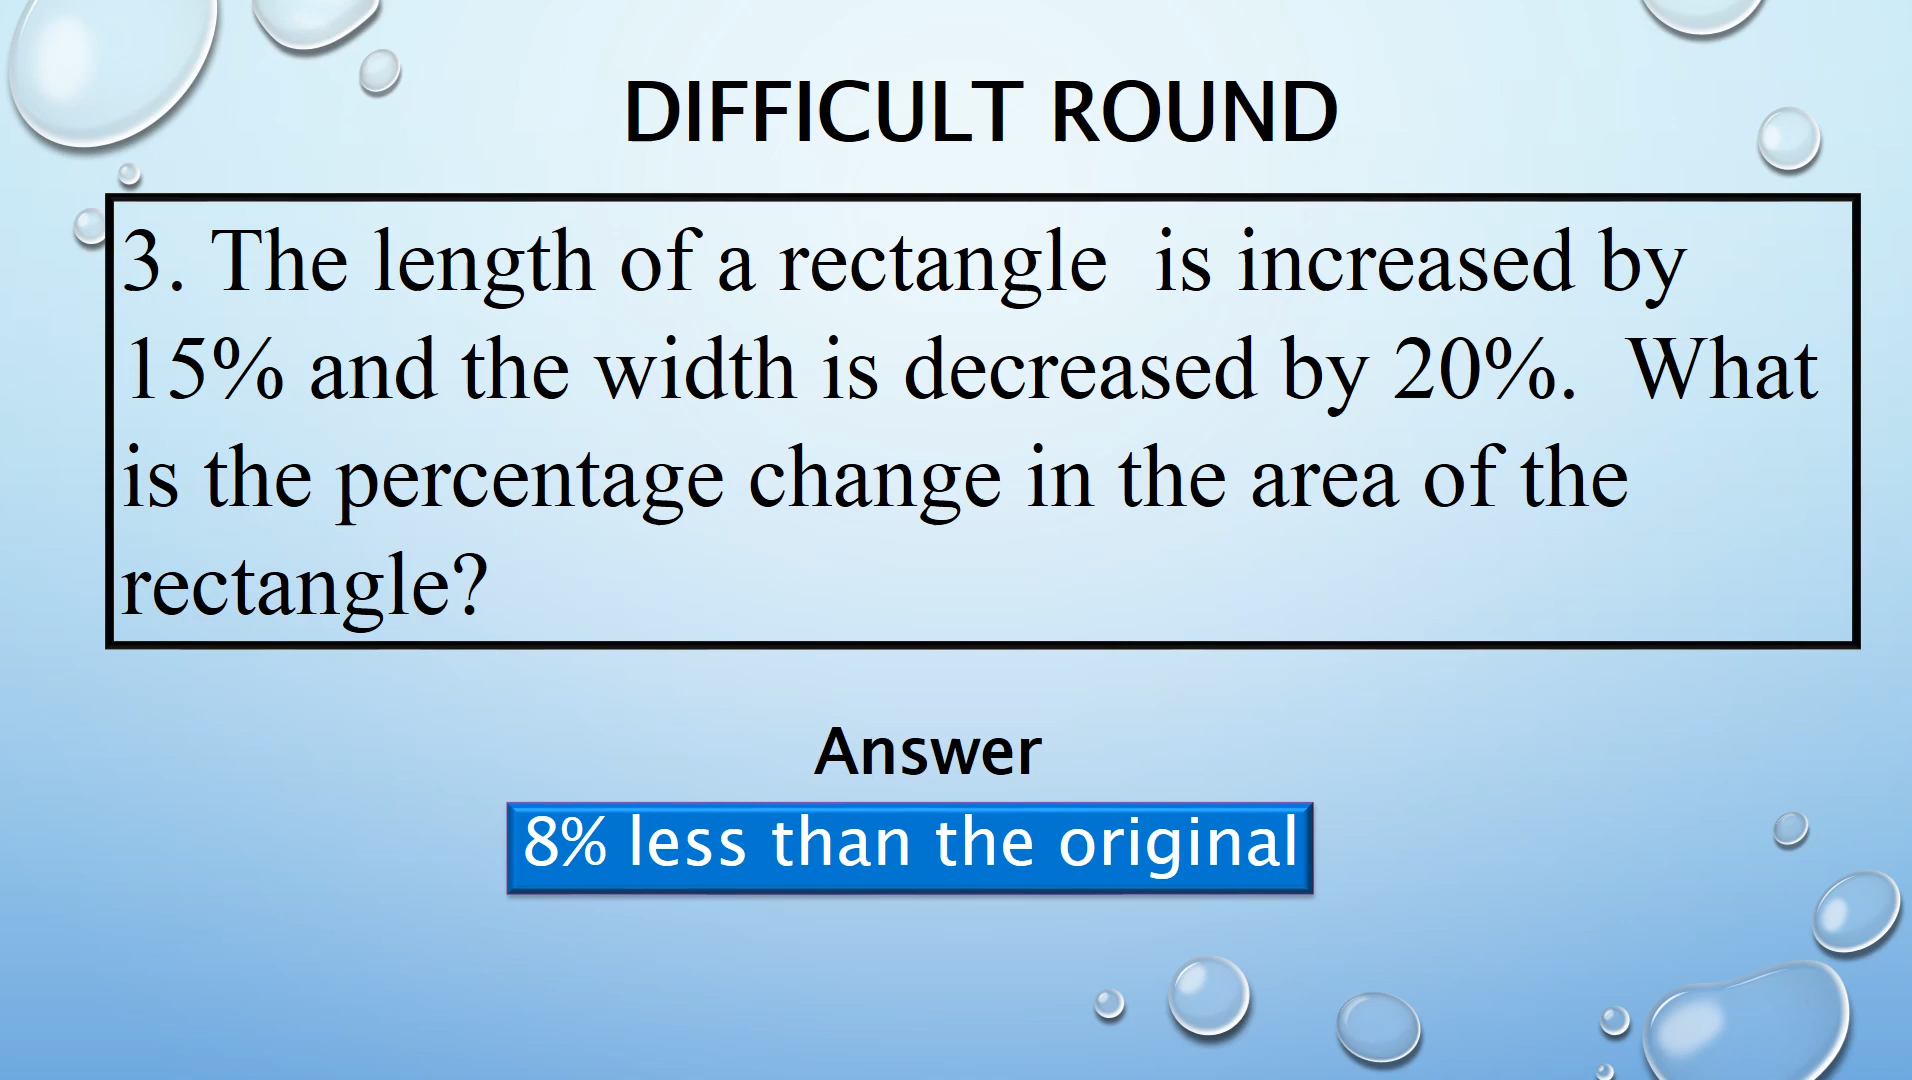 DIFFICULT ROUND
3. The length of a rectangle  is increased by
15% and the width is decreased by 20%.  What
is the percentage change in the area of the
rectangle?
Answer
8% less than the original